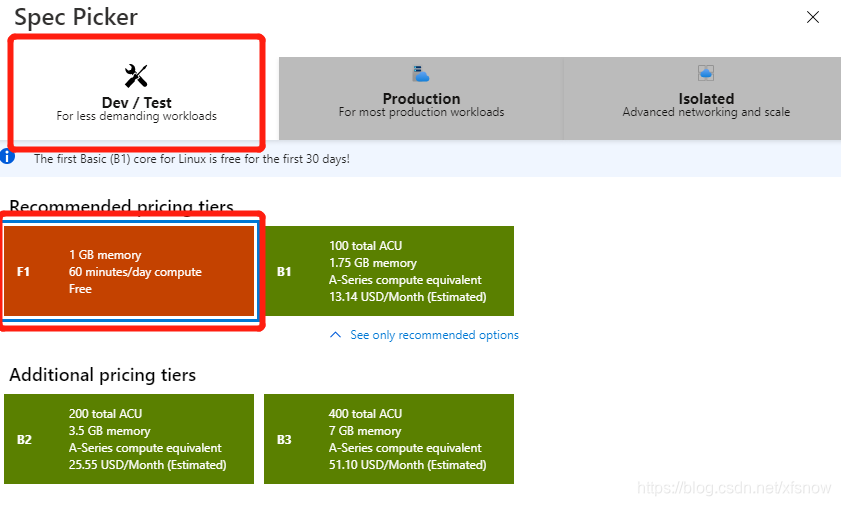 Spec Picker
Dev / Test
For less demanding workloads
Production
For most production workloads
Isolated
Advanced networking and scale
The first Basic (B1) core for Linux is free for the first 30 days!
Recommended pricing tiers
F1
1 GB memory
60 minutes/day compute
Free
B1
100 total ACU
1.75 GB memory
A-Series compute equivalent
13.14 USD/Month (Estimated)
See only recommended options
Additional pricing tiers
B2
200 total ACU
3.5 GB memory
A-Series compute equivalent
25.55 USD/Month (Estimated)
B3
400 total ACU
7 GB memory
A-Series compute equivalent
51.10 USD/Month (Estimated)
https://blog.csdn.net/xfsnow